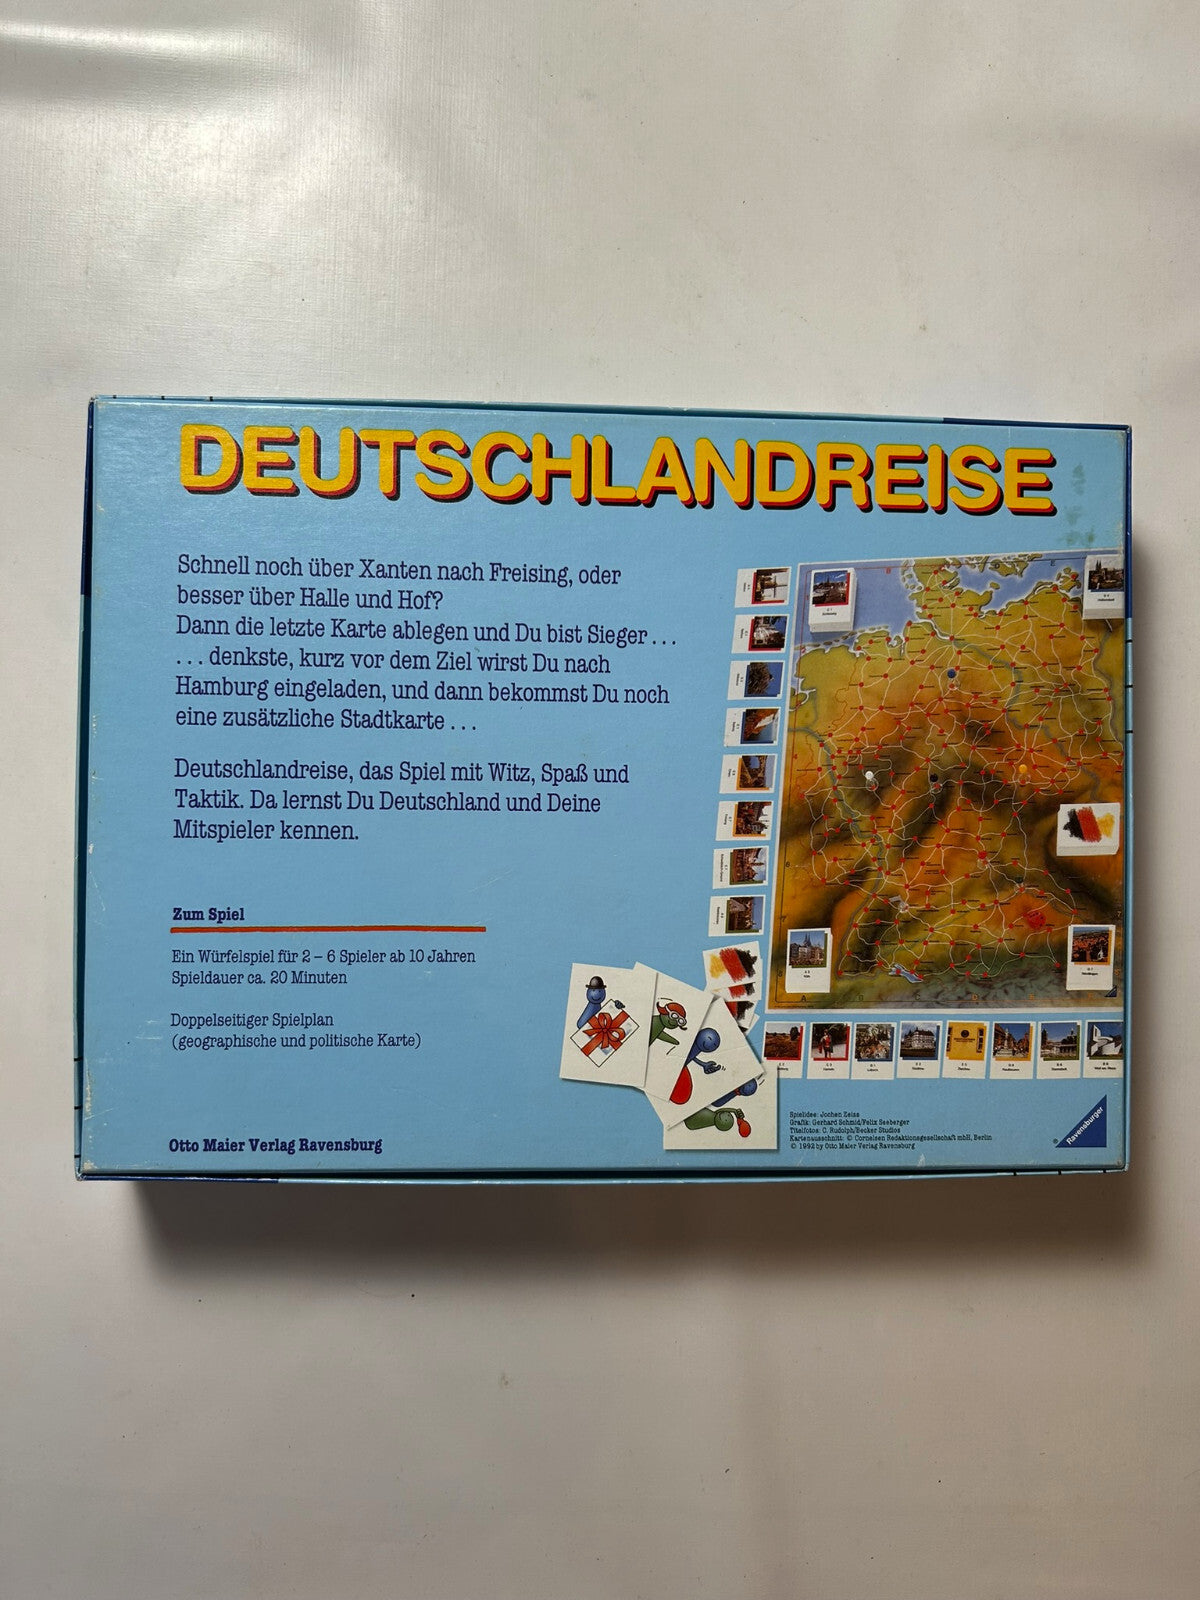 DEUTSCHLANDREISE
Schnell noch über Xanten nach Freising, oder
besser über Halle und Hof?
Dann die letzte Karte ablegen und Du bist Sieger . . .
. . . denkste, kurz vor dem Ziel wirst Du nach
Hamburg eingeladen, und dann bekommst Du noch
eine zusätzliche Stadtkarte . . .
Deutschlandreise, das Spiel mit Witz, Spaß und
Taktik. Da lernst Du Deutschland und Deine
Mitspieler kennen.
Zum Spiel
Ein Würfelspiel für 2 – 6 Spieler ab 10 Jahren
Spieldauer ca. 20 Minuten
Doppelseitiger Spielplan
(geographische und politische Karte)
Otto Maier Verlag Ravensburg
Spielidee: Jochen Zeiss
Grafik: Gerhard Schmid/Felix Seeberger
Titelfotos: C. Rudolph/Becker Studios
Kartenausschnitt: © Cornelsen Redaktionsgesellschaft mbH, Berlin
© 1992 by Otto Maier Verlag Ravensburg
Ravensburger